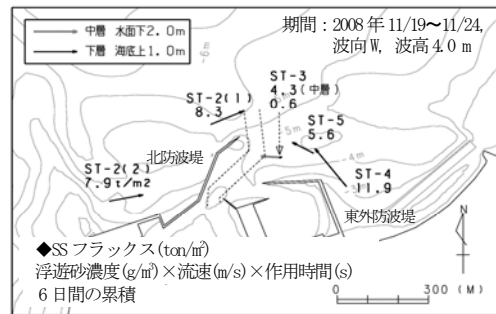 中層 水面下2.0m
下層 海底上1.0m
期間：2008年11/19～11/24,
波向W, 波高4.0 m
-6m
ST-3
4.3(中層)
0.6
ST-2(1)
8.3
5m
ST-5
5.6
北防波堤
-4m
ST-2(2)
7.9t/m2
ST-4
11.9
東外防波堤
N
◆SSフラックス(ton/㎡)
浮遊砂濃度(g/㎥)×流速(m/s)×作用時間(s)
6日間の累積
0 300 (M)